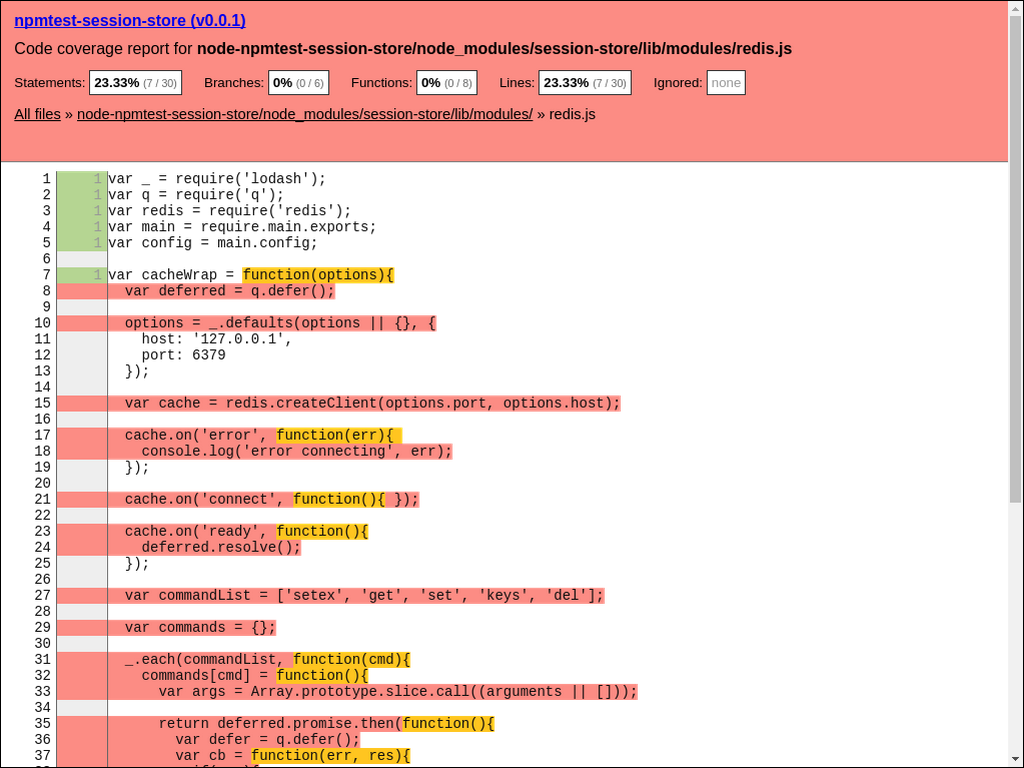 npmtest-session-store (v0.0.1)
Code coverage report for node-npmtest-session-store/node_modules/session-store/lib/modules/redis.js
Statements: 23.33% (7 / 30) Branches: 0% (0 / 6) Functions: 0% (0 / 8) Lines: 23.33% (7 / 30) Ignored: none
All files » node-npmtest-session-store/node_modules/session-store/lib/modules/ » redis.js
1 1 var _ = require('lodash');
2 1 var q = require('q');
3 1 var redis = require('redis');
4 1 var main = require.main.exports;
5 1 var config = main.config;
6
7 1 var cacheWrap = function(options){
8 var deferred = q.defer();
9
10 options = _.defaults(options || {}, {
11 host: '127.0.0.1',
12 port: 6379
13 });
14
15 var cache = redis.createClient(options.port, options.host);
16
17 cache.on('error', function(err){
18 console.log('error connecting', err);
19 });
20
21 cache.on('connect', function(){ });
22
23 cache.on('ready', function(){
24 deferred.resolve();
25 });
26
27 var commandList = ['setex', 'get', 'set', 'keys', 'del'];
28
29 var commands = {};
30
31 _.each(commandList, function(cmd){
32 commands[cmd] = function(){
33 var args = Array.prototype.slice.call((arguments || []));
34
35 return deferred.promise.then(function(){
36 var defer = q.defer();
37 var cb = function(err, res){